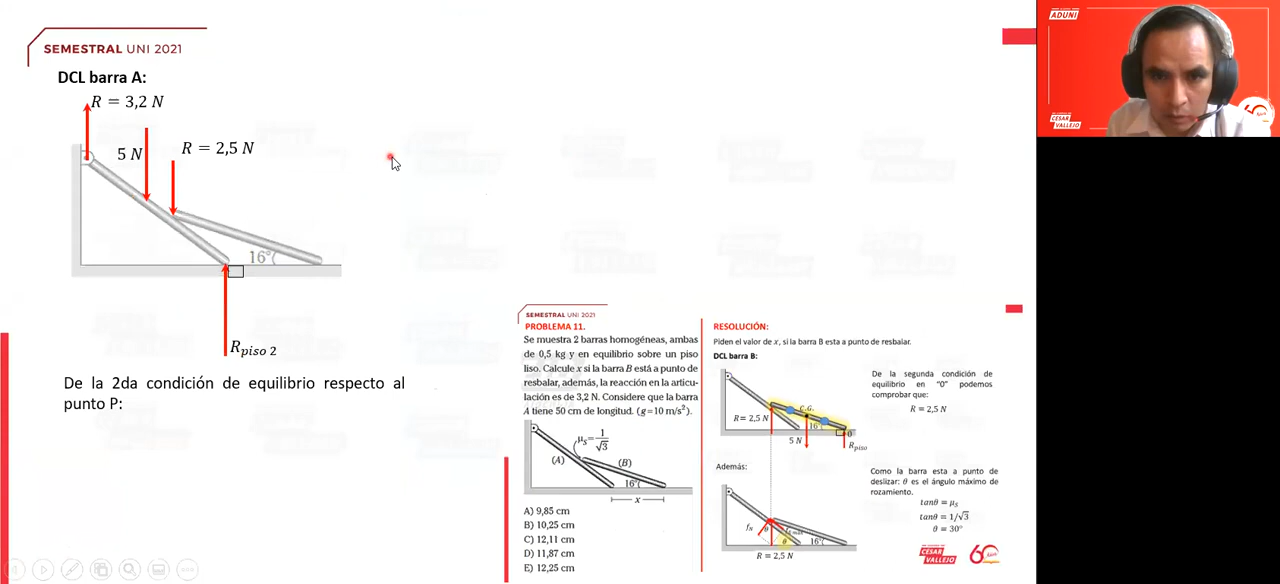 SEMESTRAL UNI 2021
DCL barra A:
R = 3,2 N
5 N
R = 2,5 N
16°
R piso 2
De la 2da condición de equilibrio respecto al
punto P:
SEMESTRAL UNI 2021
PROBLEMA 11.
Se muestra 2 barras homogéneas, ambas
de 0,5 kg y en equilibrio sobre un piso
liso. Calcule x si la barra B está a punto de
resbalar, además, la reacción en la articu-
lación es de 3,2 N. Considere que la barra
A tiene 50 cm de longitud. (g=10 m/s²).
μs= 1/√3
(A)
(B)
16°
x
A) 9,85 cm
B) 10,25 cm
C) 12,11 cm
D) 11,87 cm
E) 12,25 cm
RESOLUCIÓN:
Piden el valor de x, si la barra B esta a punto de resbalar.
DCL barra B:
C.G.
R = 2,5 N
16°
0
5 N
R piso
De la segunda condición de
equilibrio en "0" podemos
comprobar que:
R = 2,5 N
Además:
fN
θ
θ
16°
R = 2,5 N
Como la barra esta a punto de
deslizar: θ es el ángulo máximo de
rozamiento.
tanθ = μs
tanθ = 1/√3
θ = 30°
CESAR
VALLEJO
60
ADUNI
CESAR
VALLEJO